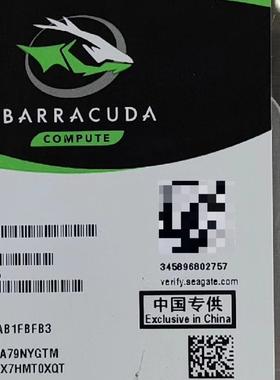 BARRACUDA
COMPUTE
345896802757
verify.seagate.com
中国专供
Exclusive in China
AB1FBFB3
A79NYGTM
X7HMT0XQT